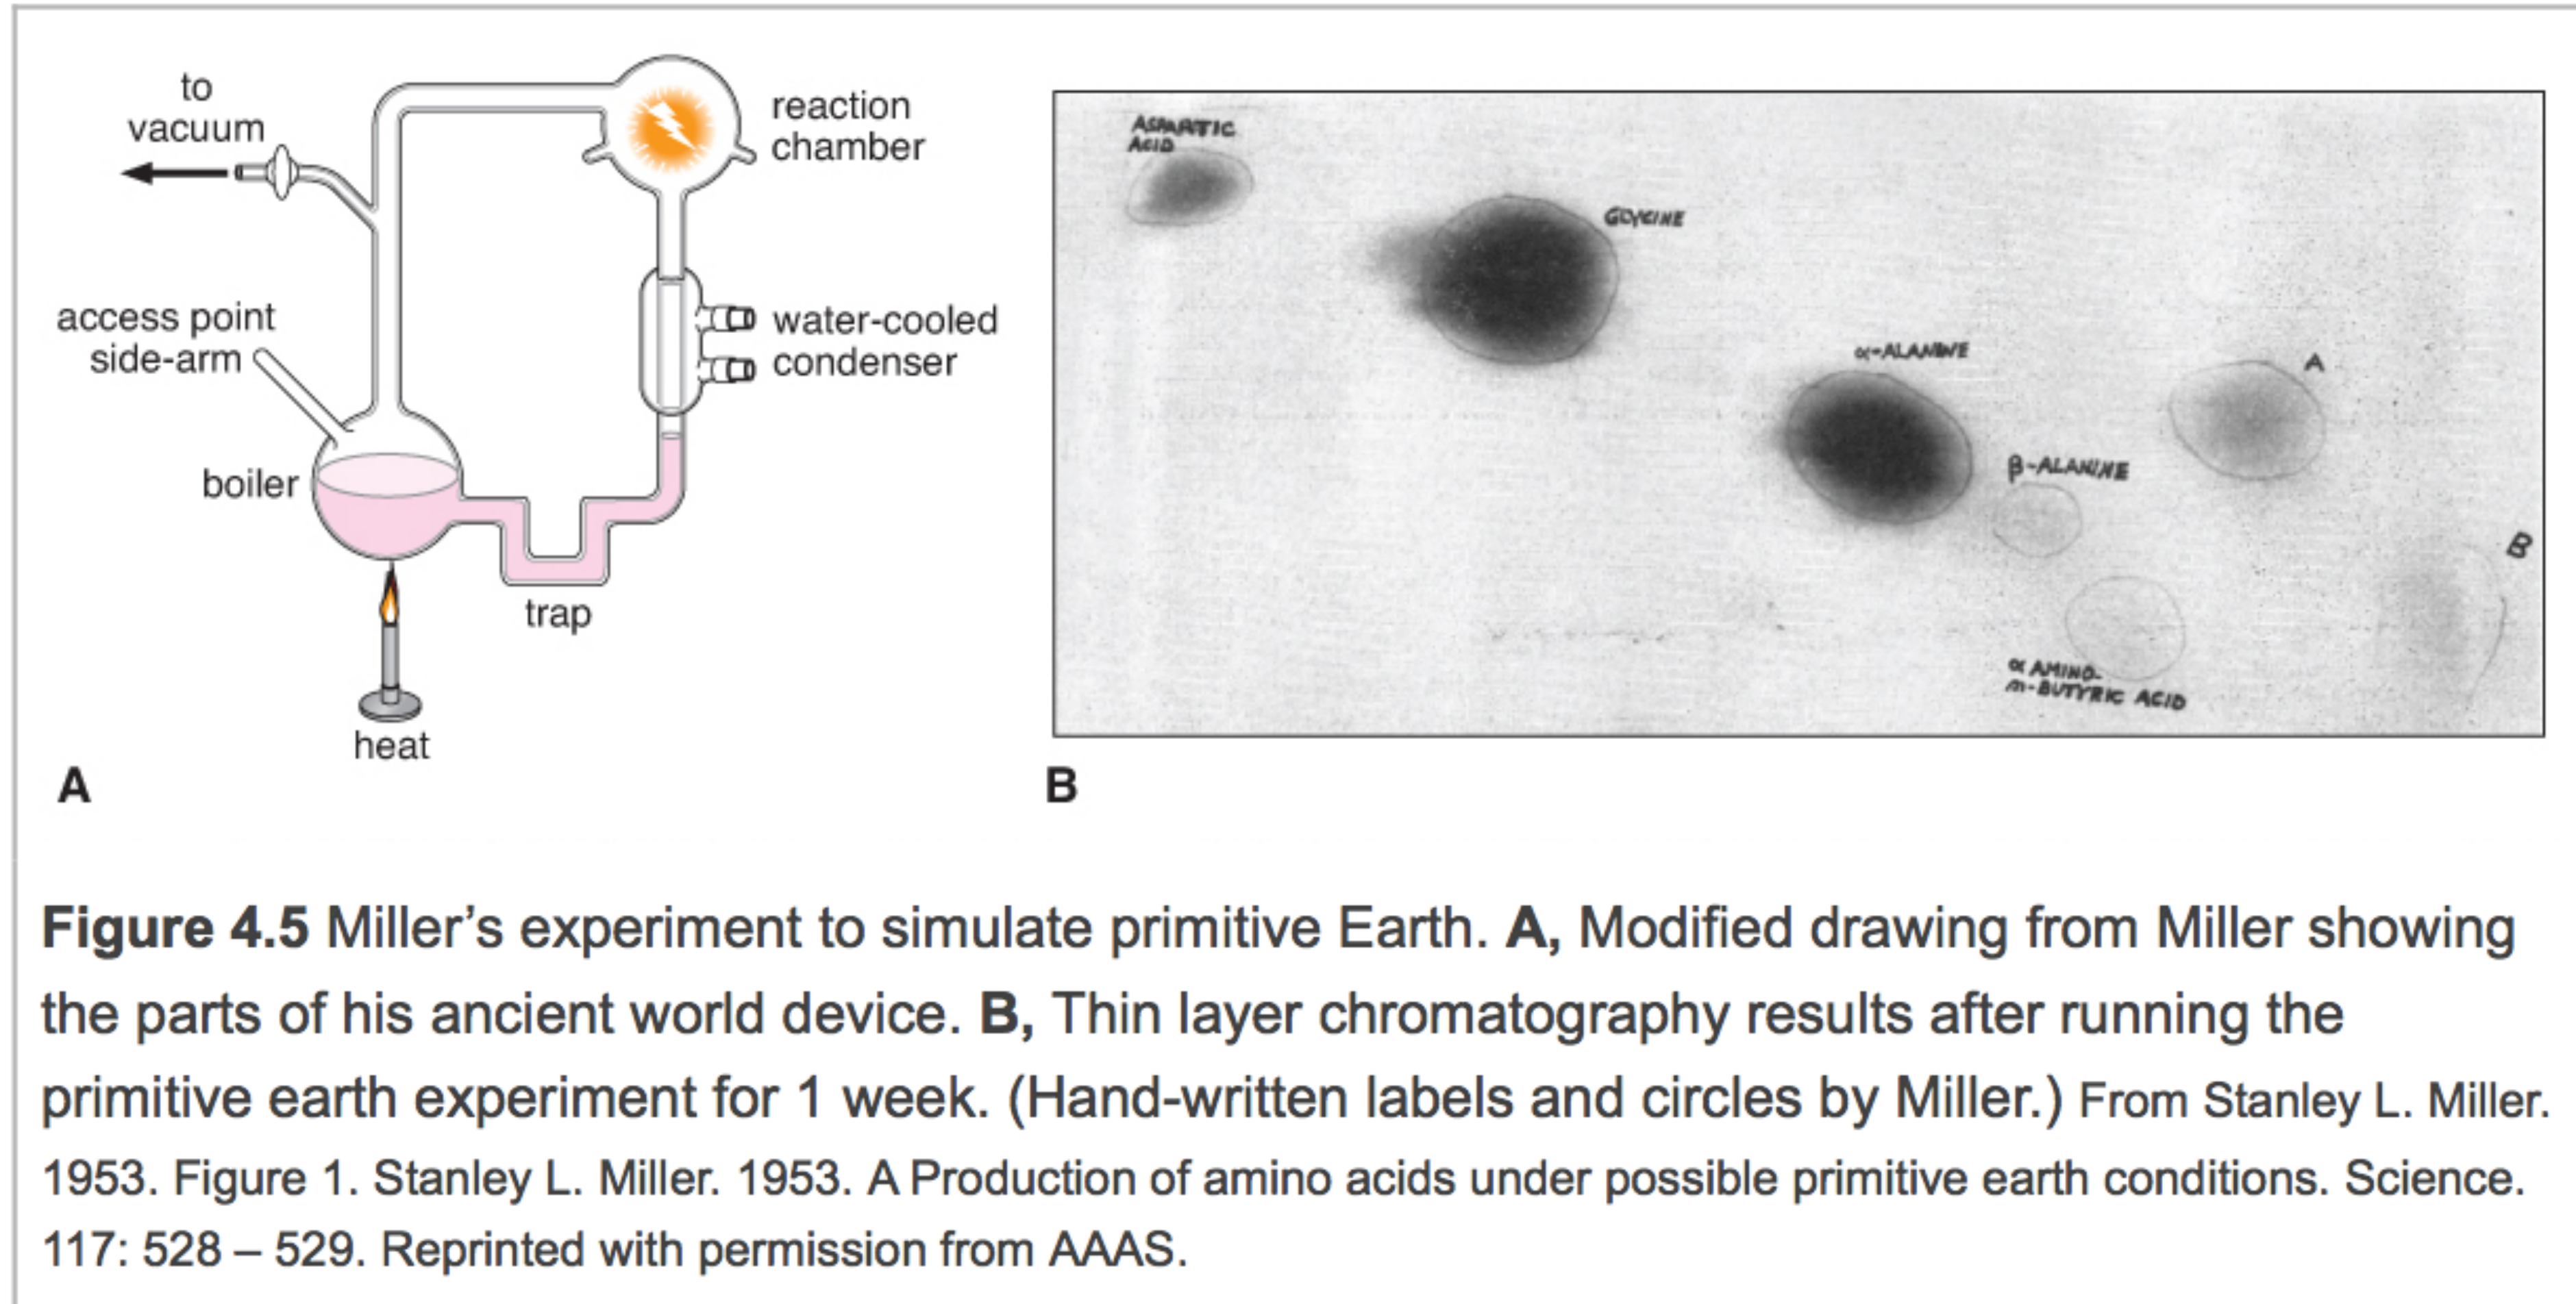 to
vacuum
access point
side-arm
boiler
heat
trap
reaction
chamber
water-cooled
condenser
A
ASPARTIC
ACID
GLYCINE
α-ALANINE
β-ALANINE
A
B
α AMINO-
n-BUTYRIC ACID
B
Figure 4.5 Miller’s experiment to simulate primitive Earth. A, Modified drawing from Miller showing
the parts of his ancient world device. B, Thin layer chromatography results after running the
primitive earth experiment for 1 week. (Hand-written labels and circles by Miller.) From Stanley L. Miller.
1953. Figure 1. Stanley L. Miller. 1953. A Production of amino acids under possible primitive earth conditions. Science.
117: 528 – 529. Reprinted with permission from AAAS.